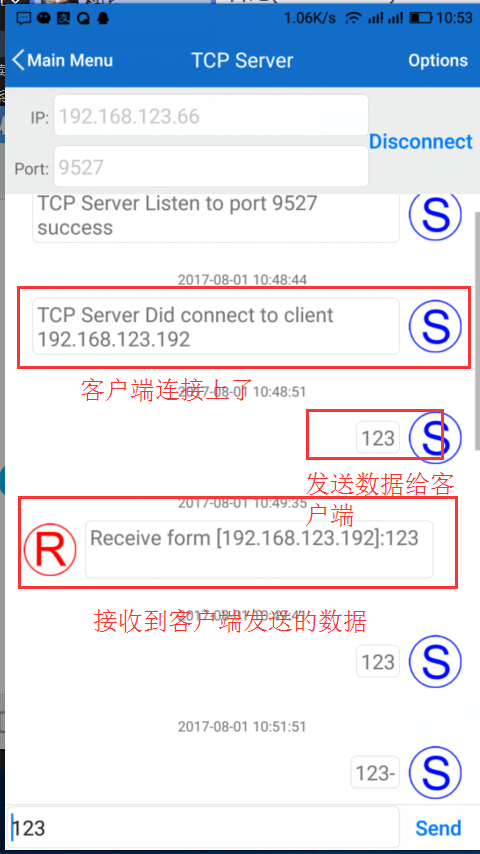 1.06K/s 10:53
Main Menu TCP Server Options
IP: 192.168.123.66
Disconnect
Port: 9527
TCP Server Listen to port 9527
success
S
2017-08-01 10:48:44
TCP Server Did connect to client
192.168.123.192
S
客户端连接上了
2017-08-01 10:48:51
123
S
发送数据给客
户端
2017-08-01 10:49:35
R
Receive form [192.168.123.192]:123
接收到客户端发送的数据
123
S
2017-08-01 10:51:51
123-
S
123
Send